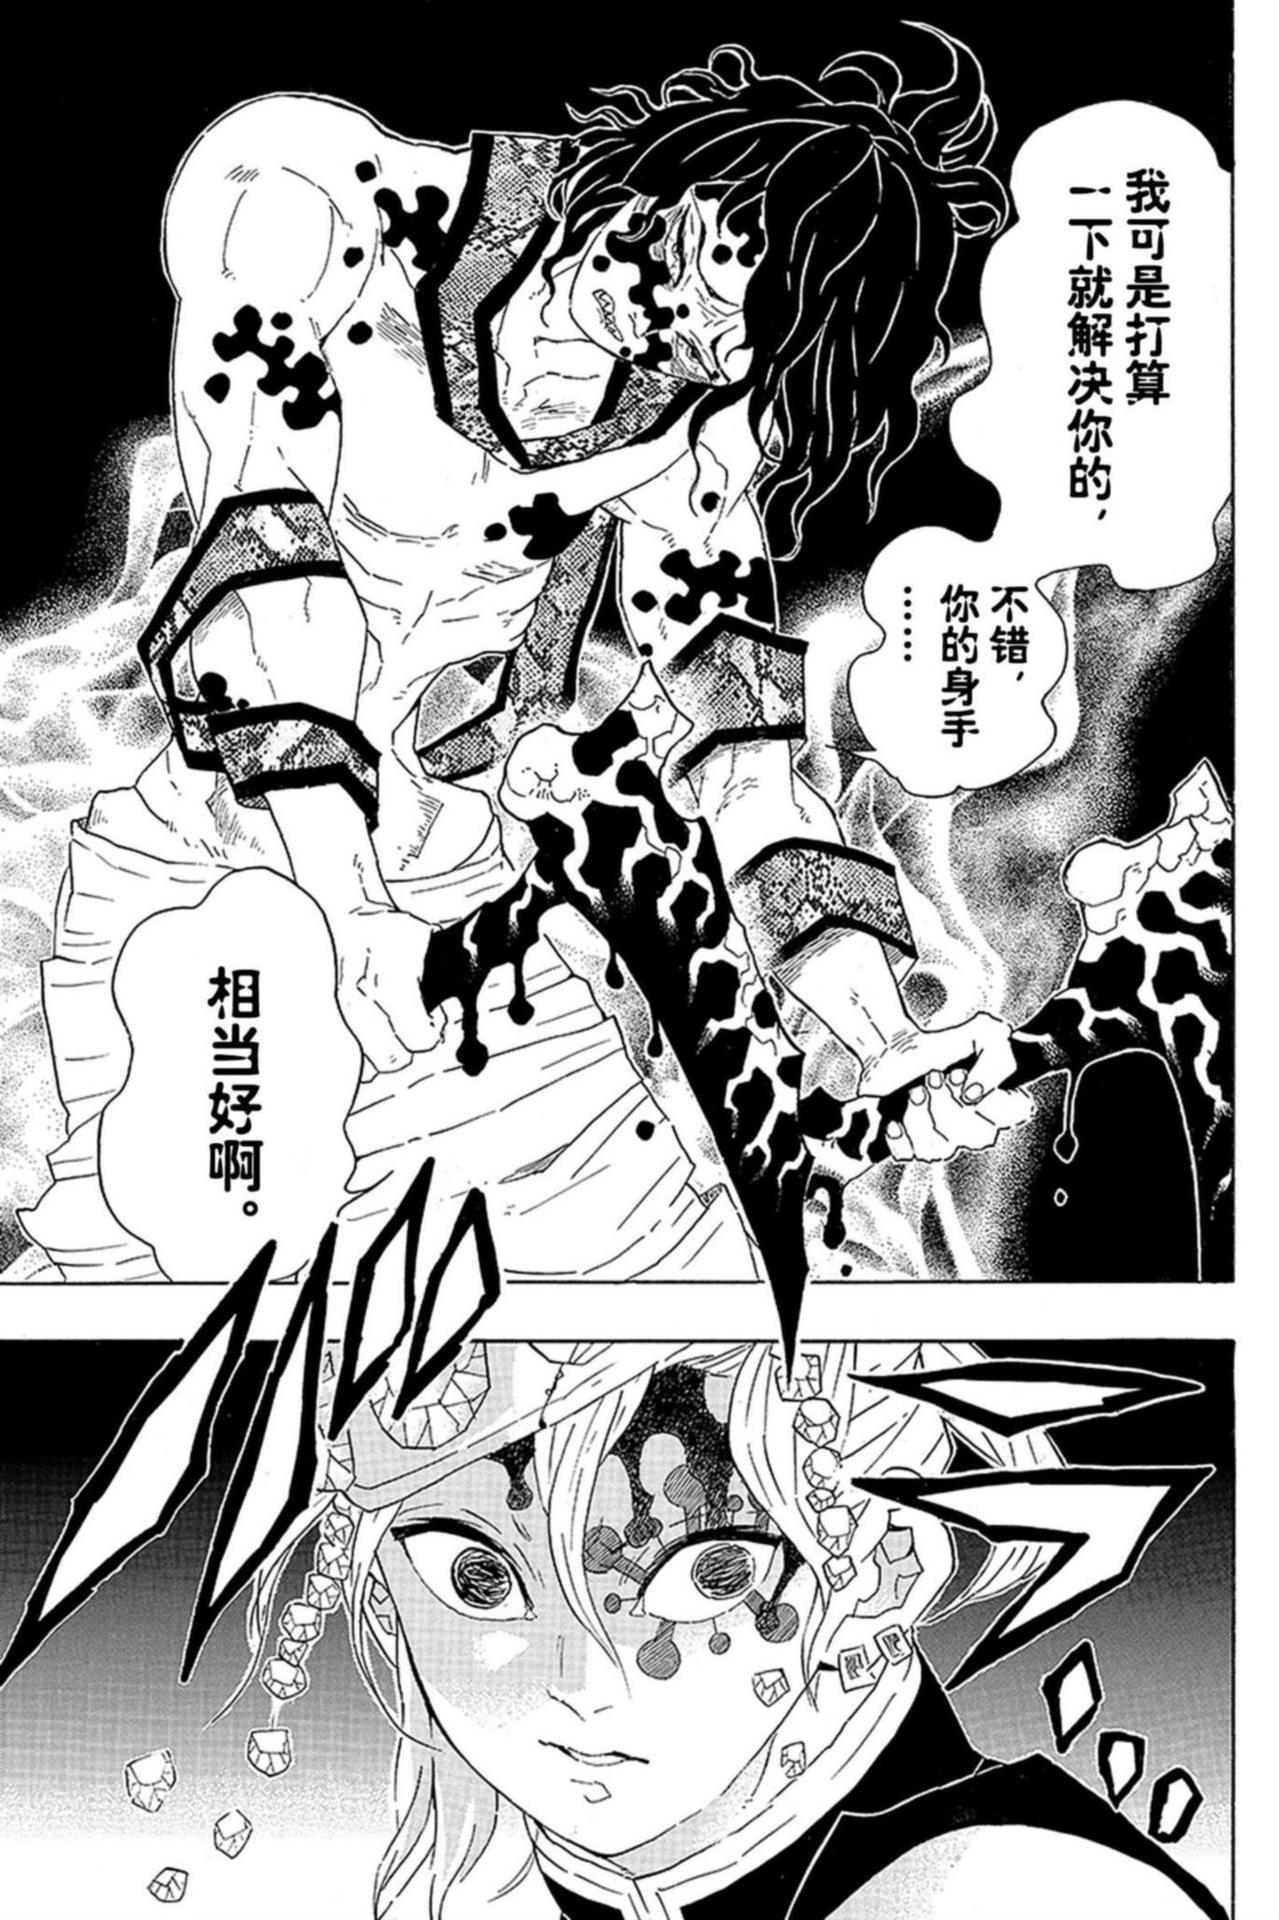 我可是打算
一下就解决你的，
不错，
你的身手
……
相当好啊。